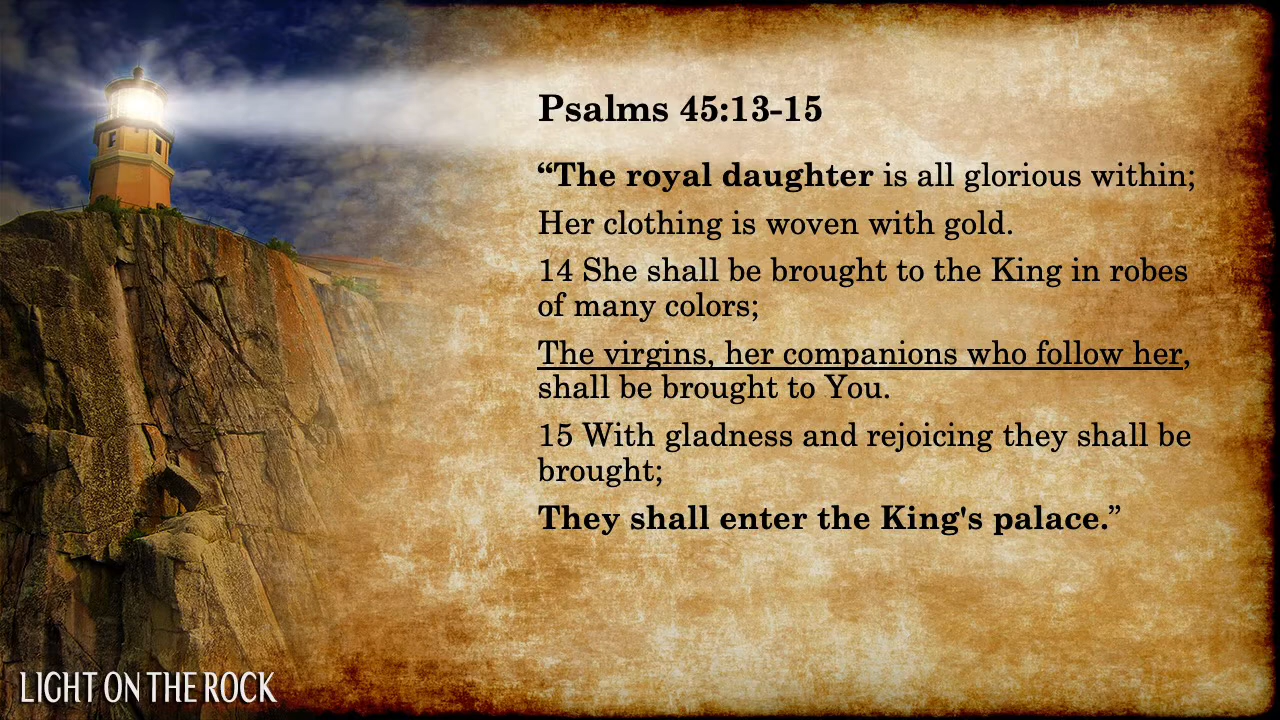 Psalms 45:13-15
“The royal daughter is all glorious within;
Her clothing is woven with gold.
14 She shall be brought to the King in robes
of many colors;
The virgins, her companions who follow her,
shall be brought to You.
15 With gladness and rejoicing they shall be
brought;
They shall enter the King's palace.”
LIGHT ON THE ROCK